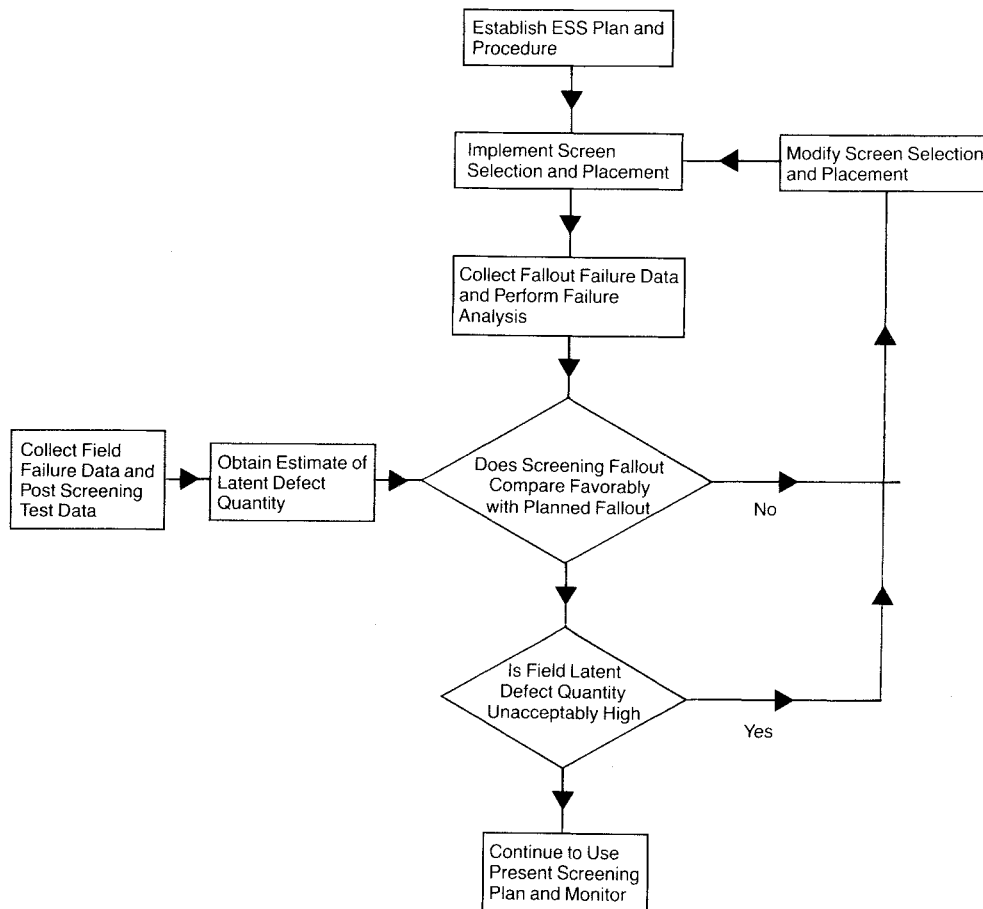 Establish ESS Plan and
Procedure
Implement Screen
Selection and Placement
Modify Screen Selection
and Placement
Collect Fallout Failure Data
and Perform Failure
Analysis
Collect Field
Failure Data and
Post Screening
Test Data
Obtain Estimate of
Latent Defect
Quantity
Does Screening Fallout
Compare Favorably
with Planned Fallout
No
Is Field Latent
Defect Quantity
Unacceptably High
Yes
Continue to Use
Present Screening
Plan and Monitor